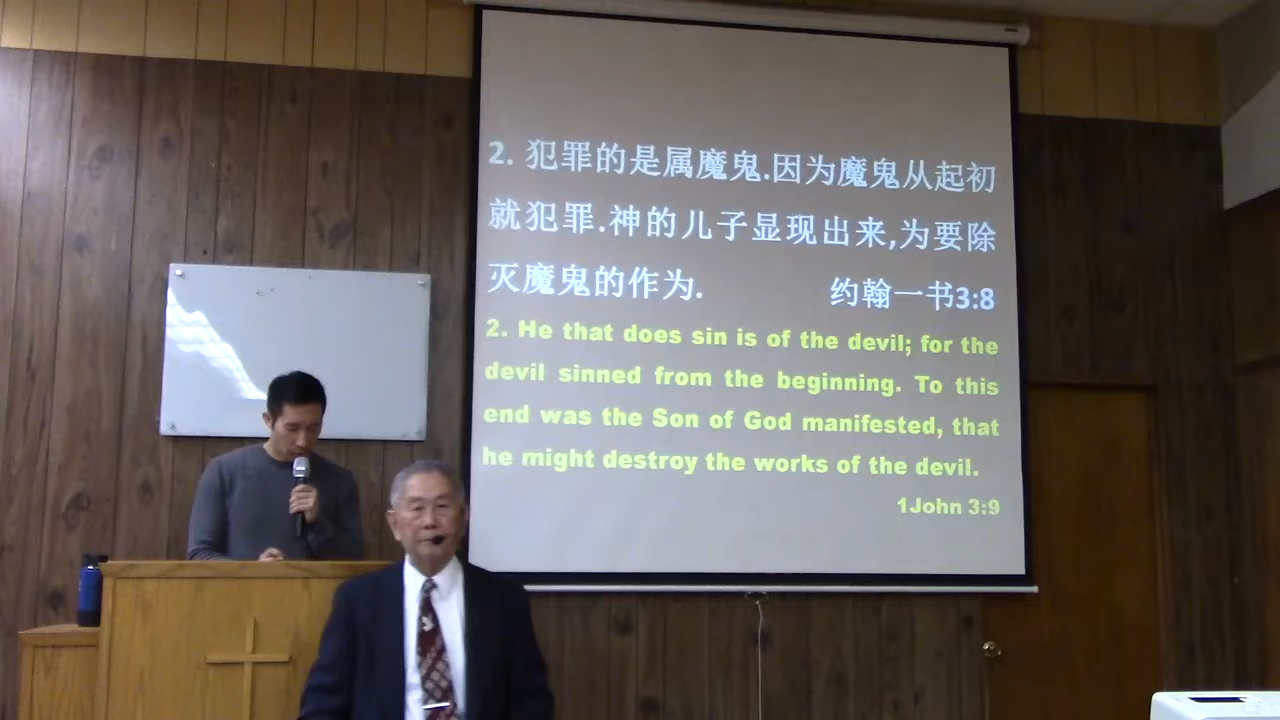 2. 犯罪的是属魔鬼.因为魔鬼从起初
就犯罪.神的儿子显现出来,为要除
灭魔鬼的作为. 约翰一书3:8
2. He that does sin is of the devil; for the
devil sinned from the beginning. To this
end was the Son of God manifested, that
he might destroy the works of the devil.
1John 3:9